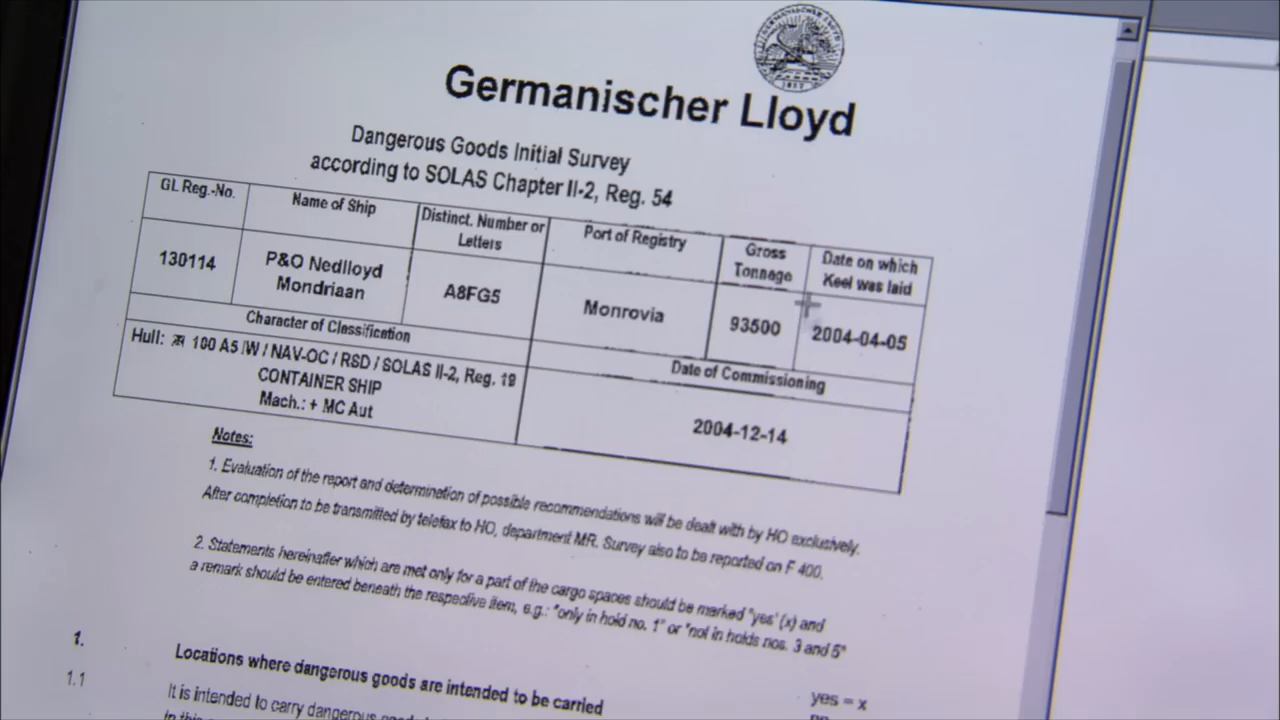 GERMANISCHER LLOYD
1867
Germanischer Lloyd
Dangerous Goods Initial Survey
according to SOLAS Chapter II-2, Reg. 54
GL Reg.-No.
Name of Ship
Distinct. Number or
Letters
Port of Registry
Gross
Tonnage
Date on which
Keel was laid
130114
P&O Nedlloyd
Mondriaan
A8FG5
Monrovia
93500
2004-04-05
Character of Classification
Date of Commissioning
Hull: 100 A5 IW / NAV-OC / RSD / SOLAS II-2, Reg. 19
CONTAINER SHIP
Mach.: + MC Aut
2004-12-14
Notes:
1. Evaluation of the report and determination of possible recommendations will be dealt with by HO exclusively.
After completion to be transmitted by telefax to HO, department MR. Survey also to be reported on F 400.
2. Statements hereinafter which are met only for a part of the cargo spaces should be marked "yes' (x) and
a remark should be entered beneath the respective item, e.g.: "only in hold no. 1" or "not in holds nos. 3 and 5"
1. Locations where dangerous goods are intended to be carried
yes = x
1.1 It is intended to carry dangerous
in this